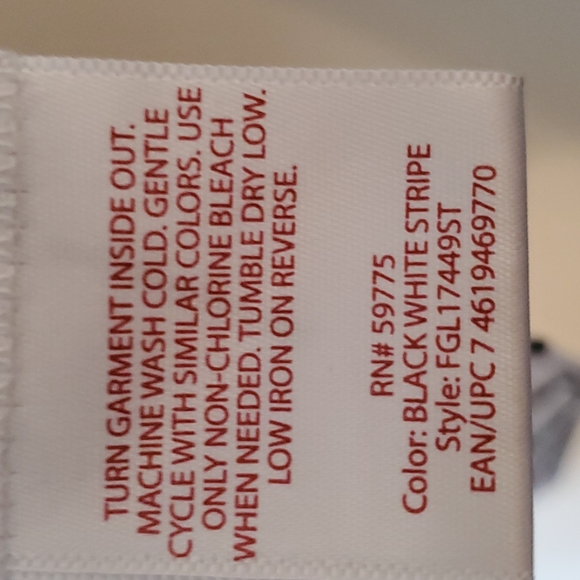 TURN GARMENT INSIDE OUT.
MACHINE WASH COLD. GENTLE
CYCLE WITH SIMILAR COLORS. USE
ONLY NON-CHLORINE BLEACH
WHEN NEEDED. TUMBLE DRY LOW.
LOW IRON ON REVERSE.
RN# 59775
Color: BLACK WHITE STRIPE
Style: FGL17449ST
EAN/UPC 7 4619469770